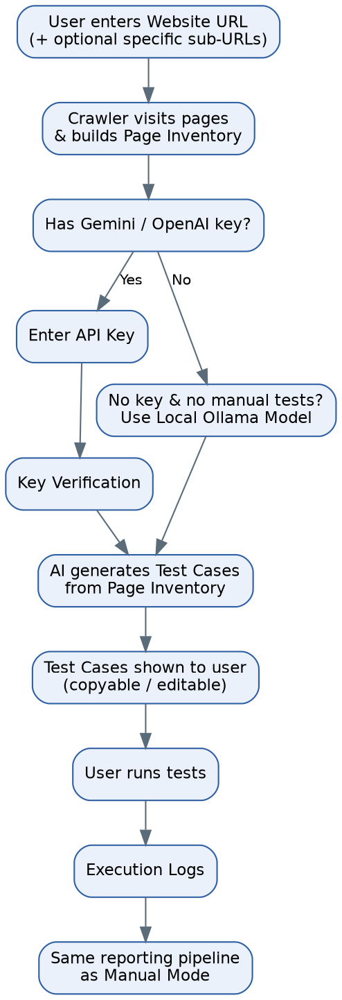 User enters Website URL
(+ optional specific sub-URLs)
Crawler visits pages
& builds Page Inventory
Has Gemini / OpenAI key?
Yes
No
Enter API Key
No key & no manual tests?
Use Local Ollama Model
Key Verification
AI generates Test Cases
from Page Inventory
Test Cases shown to user
(copyable / editable)
User runs tests
Execution Logs
Same reporting pipeline
as Manual Mode